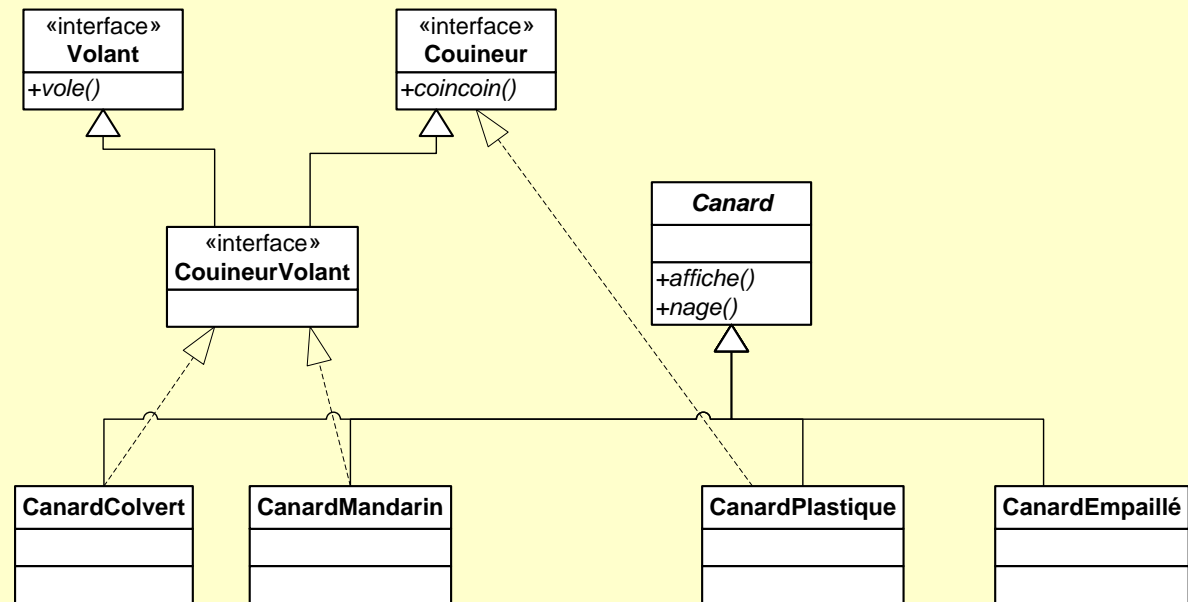 «interface»
Volant
+vole()
«interface»
Couineur
+coincoin()
«interface»
CouineurVolant
Canard
+affiche()
+nage()
CanardColvert
CanardMandarin
CanardPlastique
CanardEmpaillé